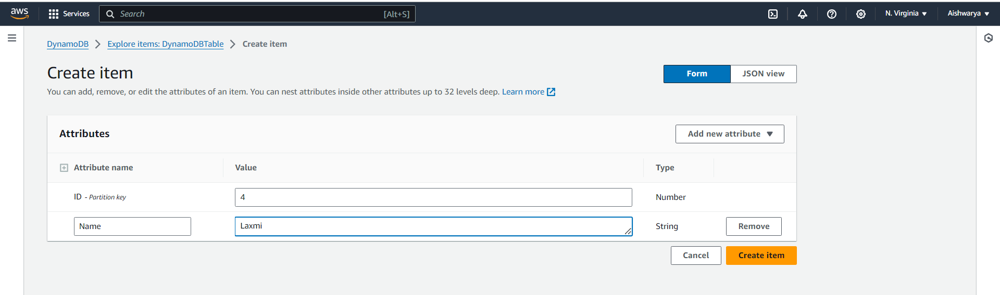 aws Services Search [Alt+S] N. Virginia Aishwarya
DynamoDB Explore items: DynamoDBTable Create item
Create item Form JSON view
You can add, remove, or edit the attributes of an item. You can nest attributes inside other attributes up to 32 levels deep. Learn more
Attributes Add new attribute
Attribute name Value Type
ID - Partition key 4 Number
Name Laxmi String Remove
Cancel Create item